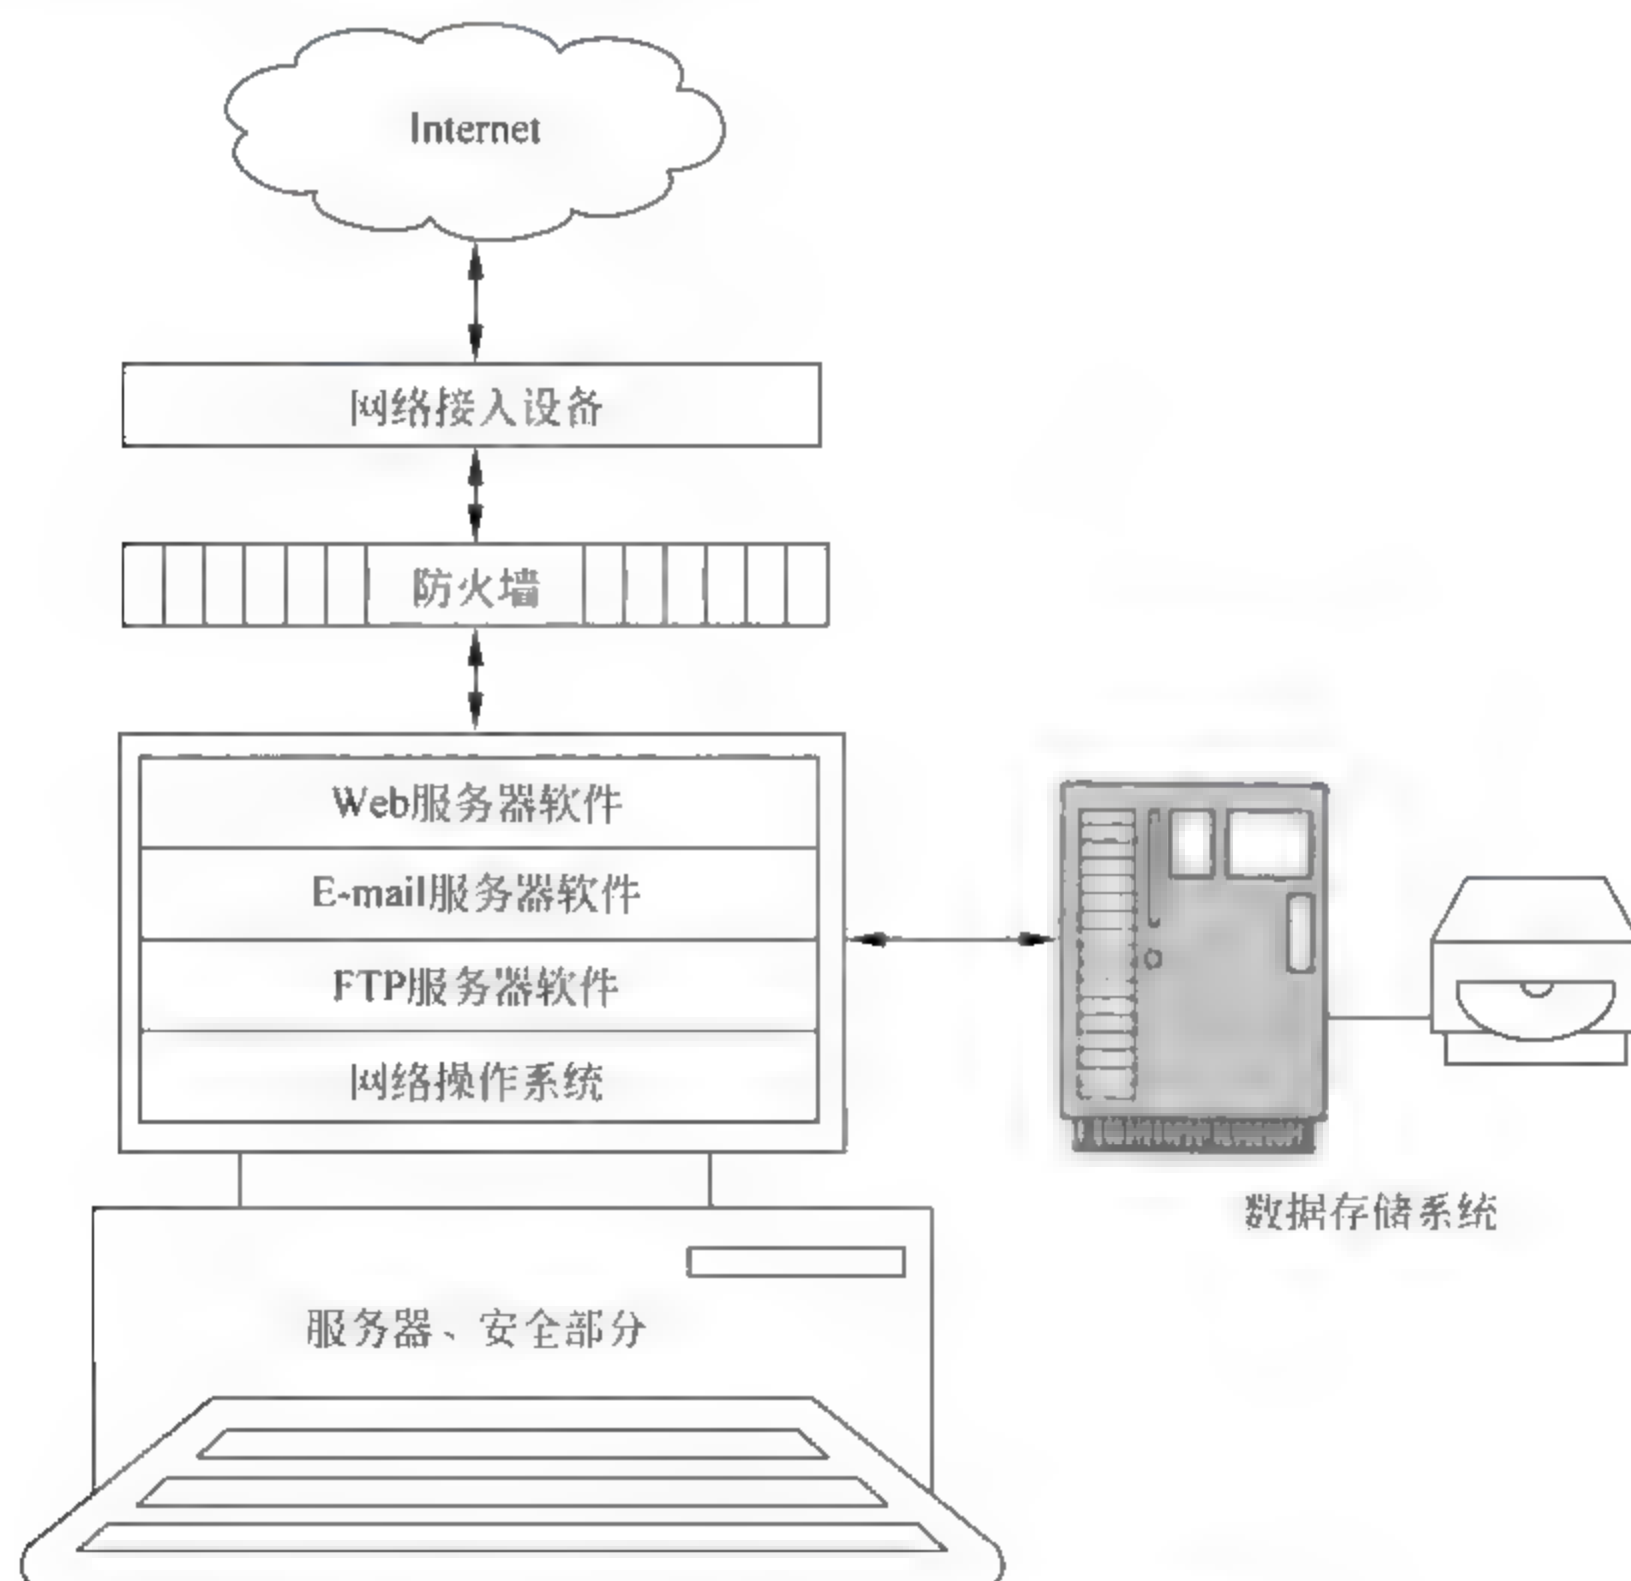 Internet
网络接入设备
防火墙
Web服务器软件
E-mail服务器软件
FTP服务器软件
网络操作系统
数据存储系统
服务器、安全部分